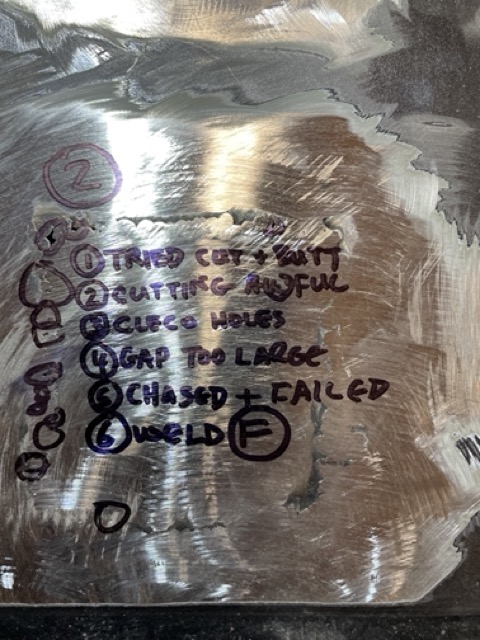 ②
① TRIED CUT + BUTT
② CUTTING AWFUL
③ CLECO HOLES
④ GAP TOO LARGE
⑤ CHASED + FAILED
⑥ WELD Ⓕ